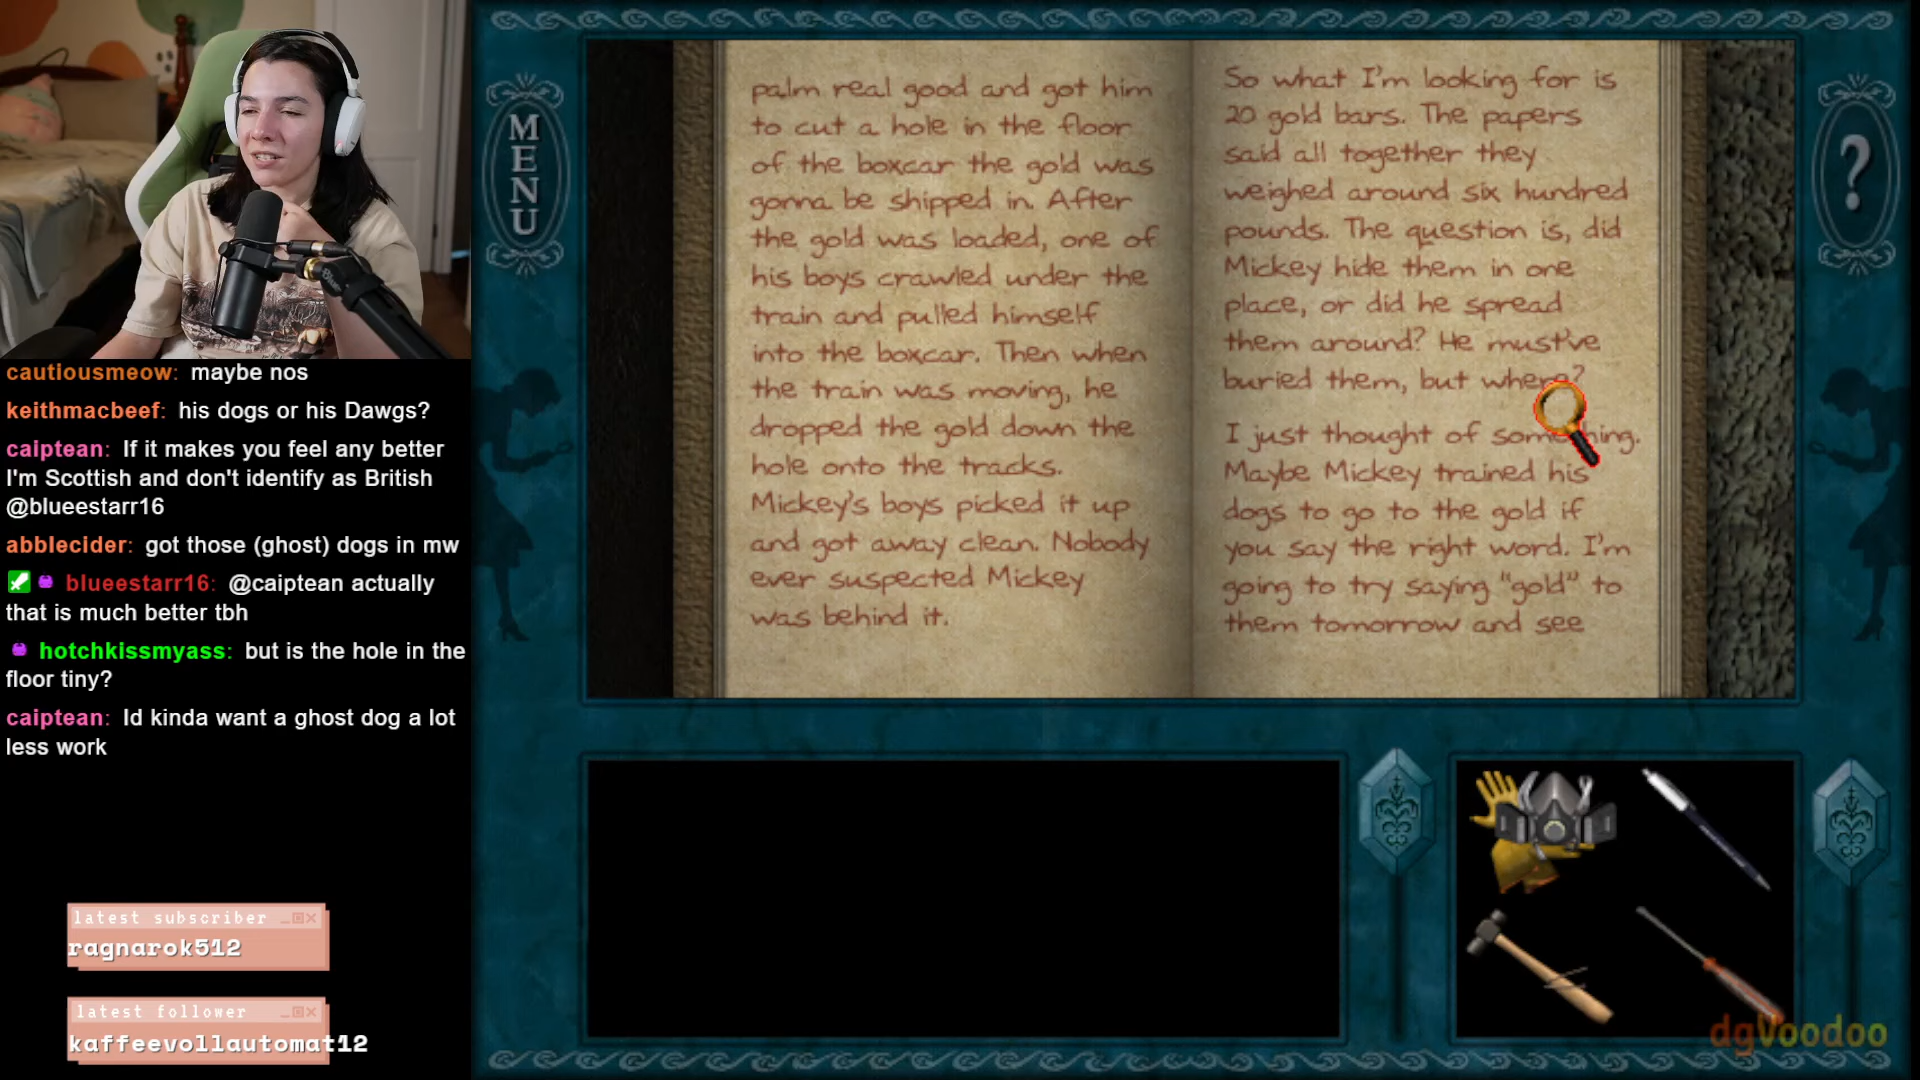 MENU
palm real good and got him
to cut a hole in the floor
of the boxcar the gold was
gonna be shipped in. After
the gold was loaded, one of
his boys crawled under the
train and pulled himself
into the boxcar. Then when
the train was moving, he
dropped the gold down the
hole onto the tracks.
Mickey's boys picked it up
and got away clean. Nobody
ever suspected Mickey
was behind it.
So what I'm looking for is
20 gold bars. The papers
said all together they
weighed around six hundred
pounds. The question is, did
Mickey hide them in one
place, or did he spread
them around? He must've
buried them, but where?
I just thought of something.
Maybe Mickey trained his
dogs to go to the gold if
you say the right word. I'm
going to try saying "gold" to
them tomorrow and see
?
cautiousmeow: maybe nos
keithmacbeef: his dogs or his Dawgs?
caiptean: If it makes you feel any better
I'm Scottish and don't identify as British
@blueestarr16
abblecider: got those (ghost) dogs in mw
blueestarr16: @caiptean actually
that is much better tbh
hotchkissmyass: but is the hole in the
floor tiny?
caiptean: Id kinda want a ghost dog a lot
less work
latest subscriber
ragnarok512
latest follower
kaffeevollautomat12
dgVoodoo